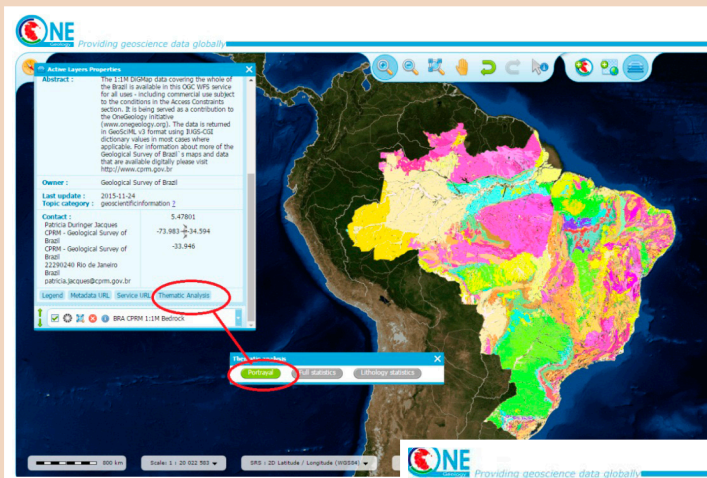 ONE
Geology
Providing geoscience data globally
Active Layers Properties
Abstract :
The 1:1M DIGMap data covering the whole of
the Brazil is available in this OGC WFS service
for all uses - including commercial use subject
to the conditions in the Access Constraints
section. It is being served as a contribution to
the OneGeology initiative
(www.onegeology.org). The data is returned
in GeoSciML v3 format using IUGS-CGI
dictionary values in most cases where
applicable. For information about more of the
Geological Survey of Brazil`s maps and data
that are available digitally please visit
http://www.cprm.gov.br
Owner : Geological Survey of Brazil
Last update : 2015-11-24
Topic category : geoscientificinformation ?
Contact :
Patricia Duringer Jacques
CPRM - Geological Survey of
Brazil
CPRM - Geological Survey of
Brazil
22290240 Rio de Janeiro
Brazil
patricia.jacques@cprm.gov.br
5.47801
-73.983 -34.594
-33.946
Legend Metadata URL Service URL Thematic Analysis
BRA CPRM 1:1M Bedrock
Thematic analysis
Portrayal Full statistics Lithology statistics
800 km
Scale: 1 : 20 022 583
SRS : 2D Latitude / Longitude (WGS84)
ONE
Geology
Providing geoscience data globally